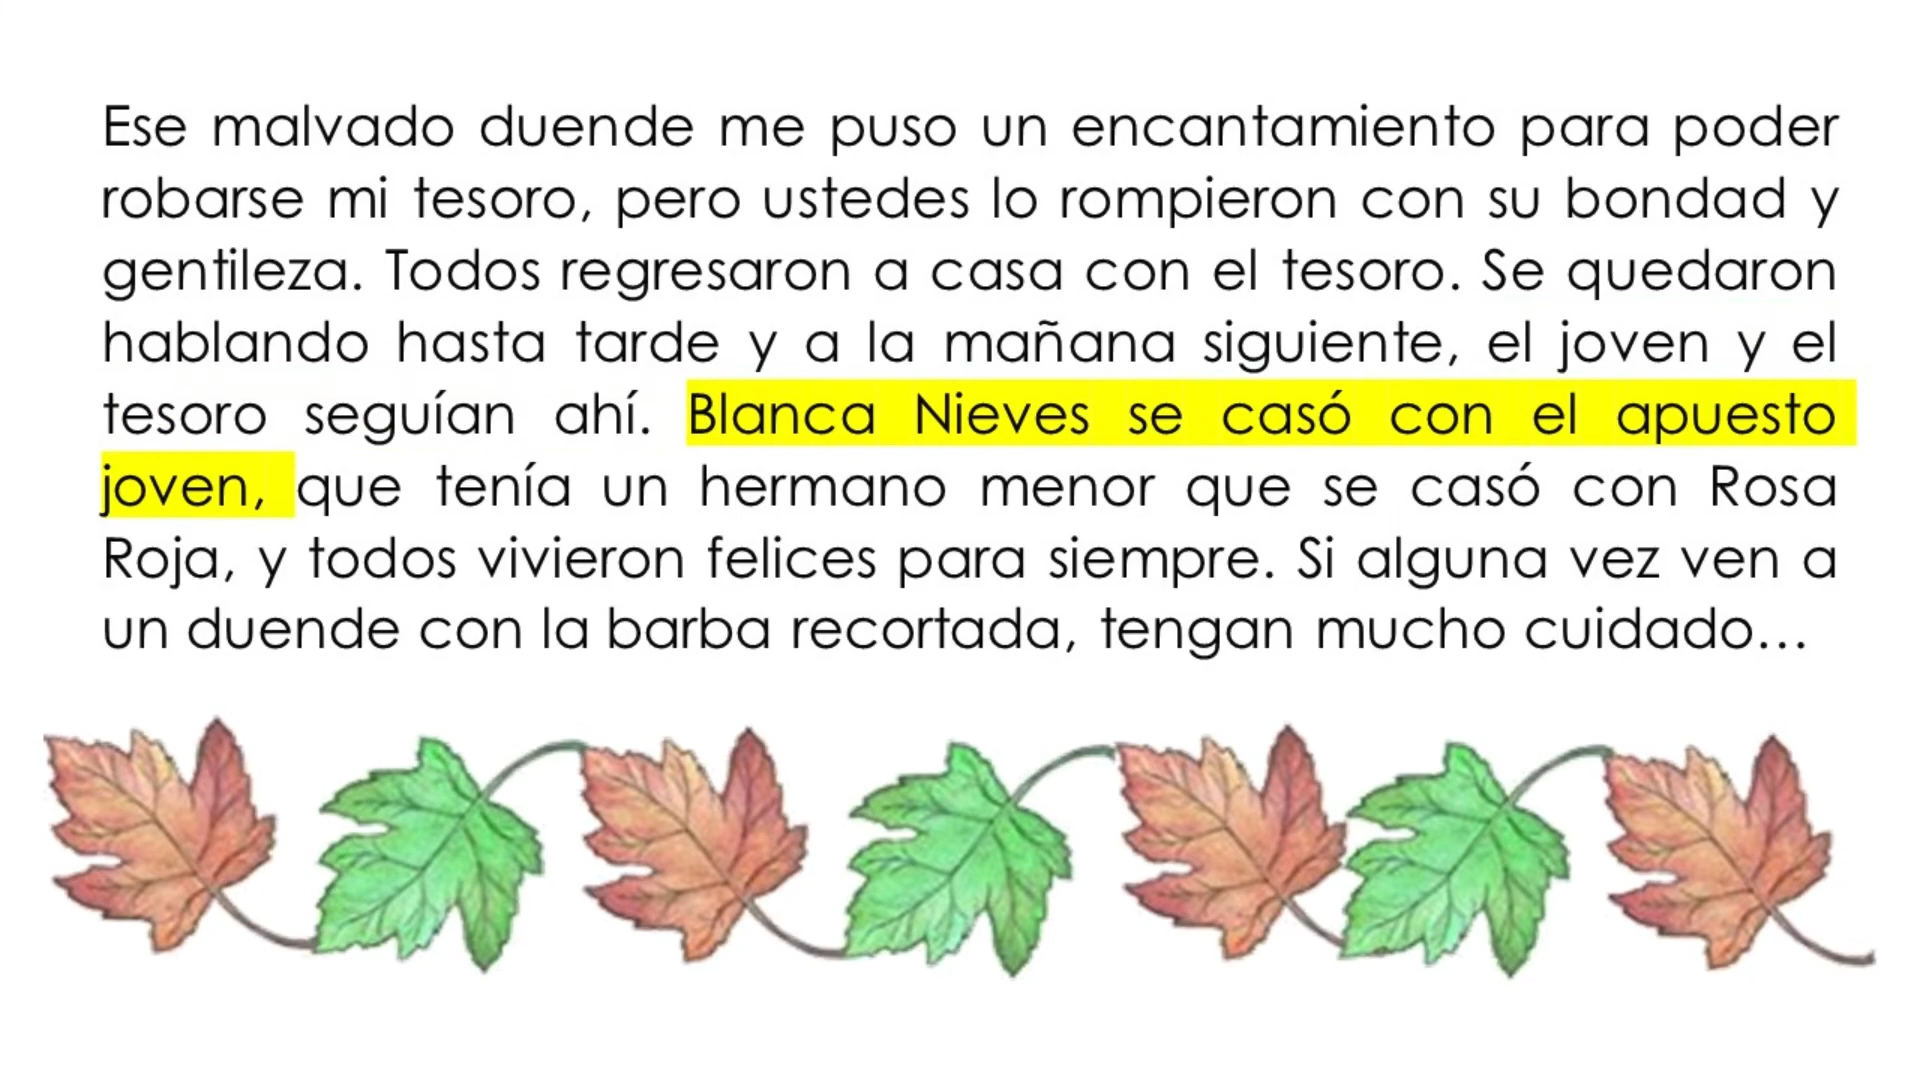 Ese malvado duende me puso un encantamiento para poder
robarse mi tesoro, pero ustedes lo rompieron con su bondad y
gentileza. Todos regresaron a casa con el tesoro. Se quedaron
hablando hasta tarde y a la mañana siguiente, el joven y el
tesoro seguían ahí. Blanca Nieves se casó con el apuesto
joven, que tenía un hermano menor que se casó con Rosa
Roja, y todos vivieron felices para siempre. Si alguna vez ven a
un duende con la barba recortada, tengan mucho cuidado…